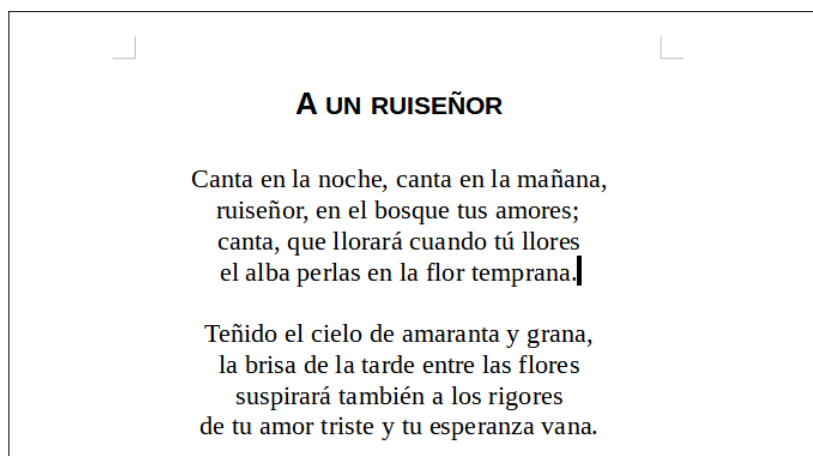 A UN RUISEÑOR
Canta en la noche, canta en la mañana,
ruiseñor, en el bosque tus amores;
canta, que llorará cuando tú llores
el alba perlas en la flor temprana.
Teñido el cielo de amaranta y grana,
la brisa de la tarde entre las flores
suspirará también a los rigores
de tu amor triste y tu esperanza vana.